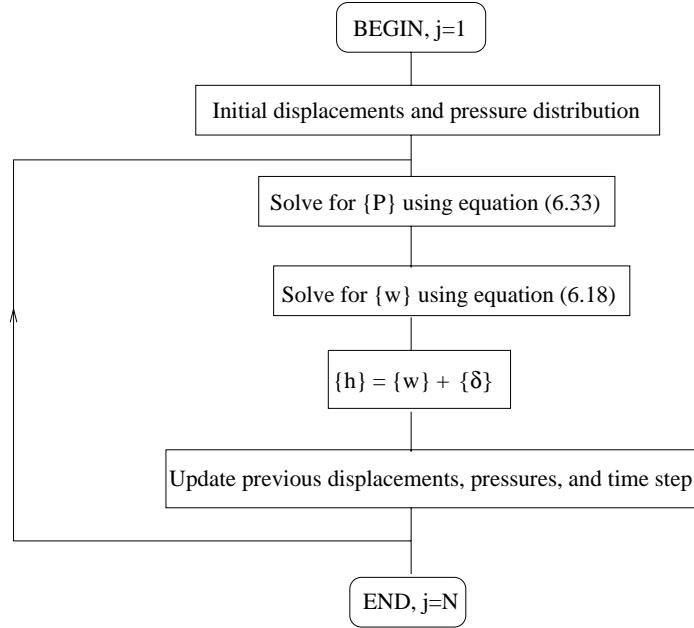 BEGIN, j=1
Initial displacements and pressure distribution
Solve for {P} using equation (6.33)
Solve for {w} using equation (6.18)
{h} = {w} + {δ}
Update previous displacements, pressures, and time step
END, j=N